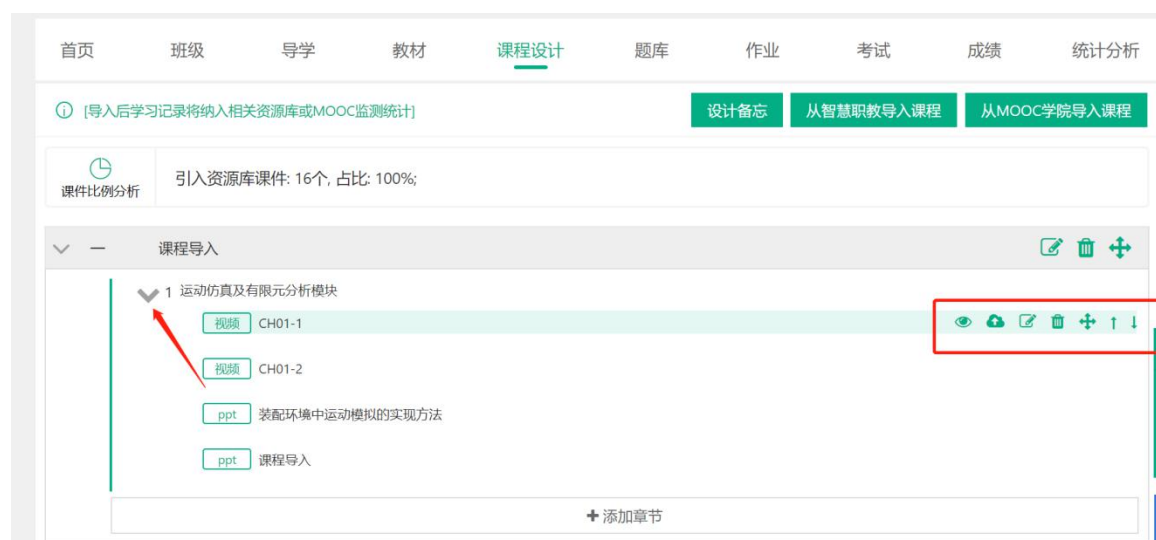 首页 班级 导学 教材 课程设计 题库 作业 考试 成绩 统计分析
[导入后学习记录将纳入相关资源库或MOOC监测统计] 设计备忘 从智慧职教导入课程 从MOOC学院导入课程
课件比例分析 引入资源库课件: 16个, 占比: 100%;
课程导入
1 运动仿真及有限元分析模块
视频 CH01-1
视频 CH01-2
ppt 装配环境中运动模拟的实现方法
ppt 课程导入
+添加章节